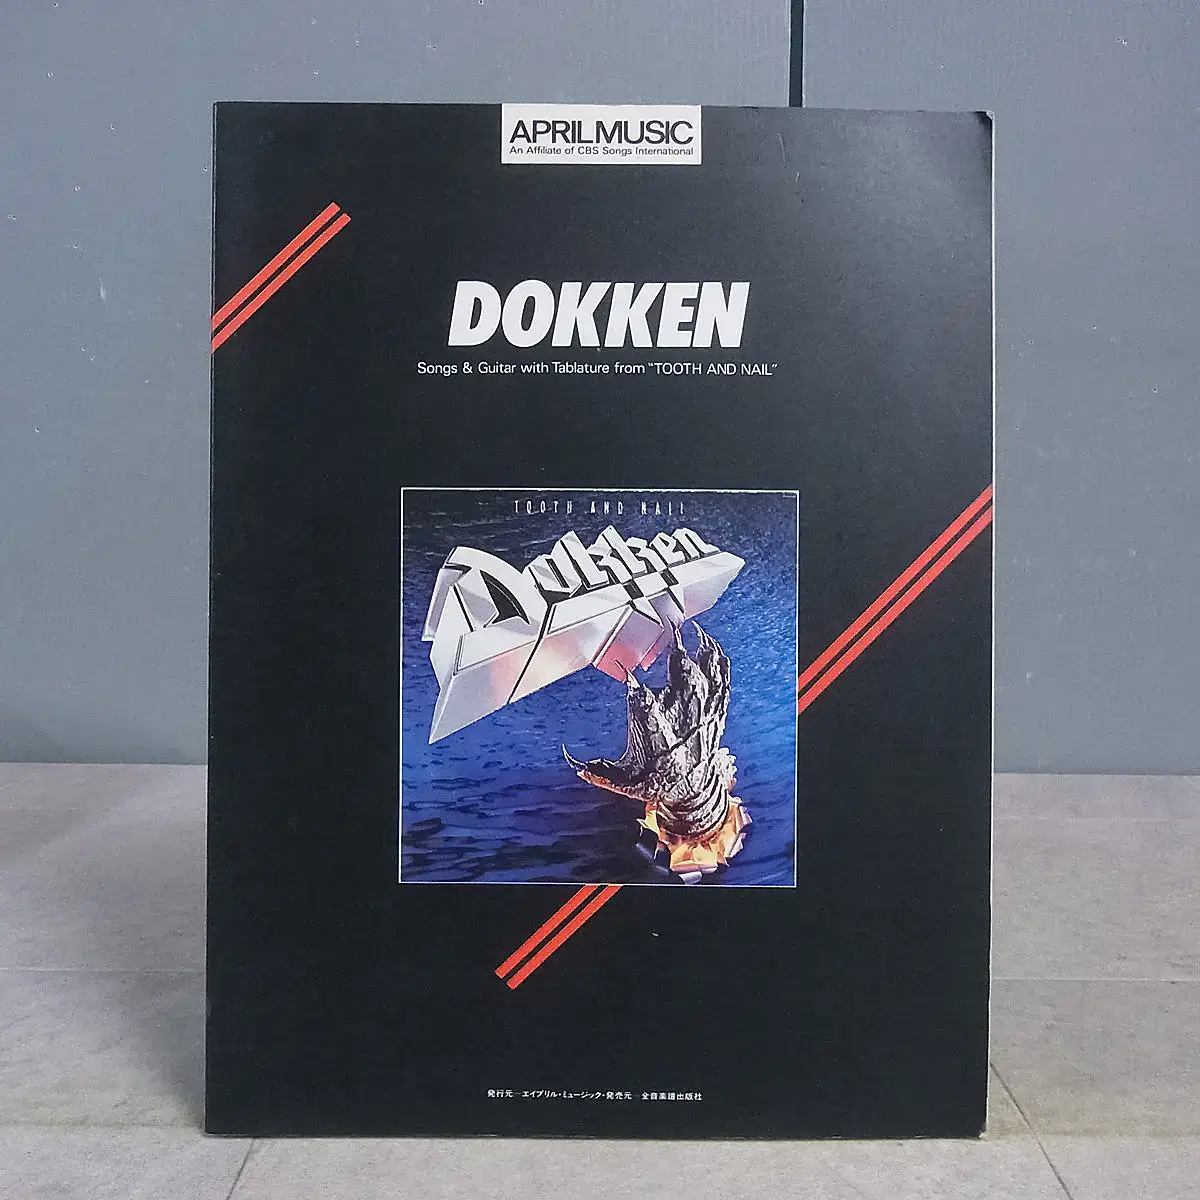 APRIL MUSIC
An Affiliate of CBS Songs International
DOKKEN
Songs & Guitar with Tablature from "TOOTH AND NAIL"
TOOTH AND NAIL
Dokken
発行元―エイプリル・ミュージック・発売元―全音楽譜出版社